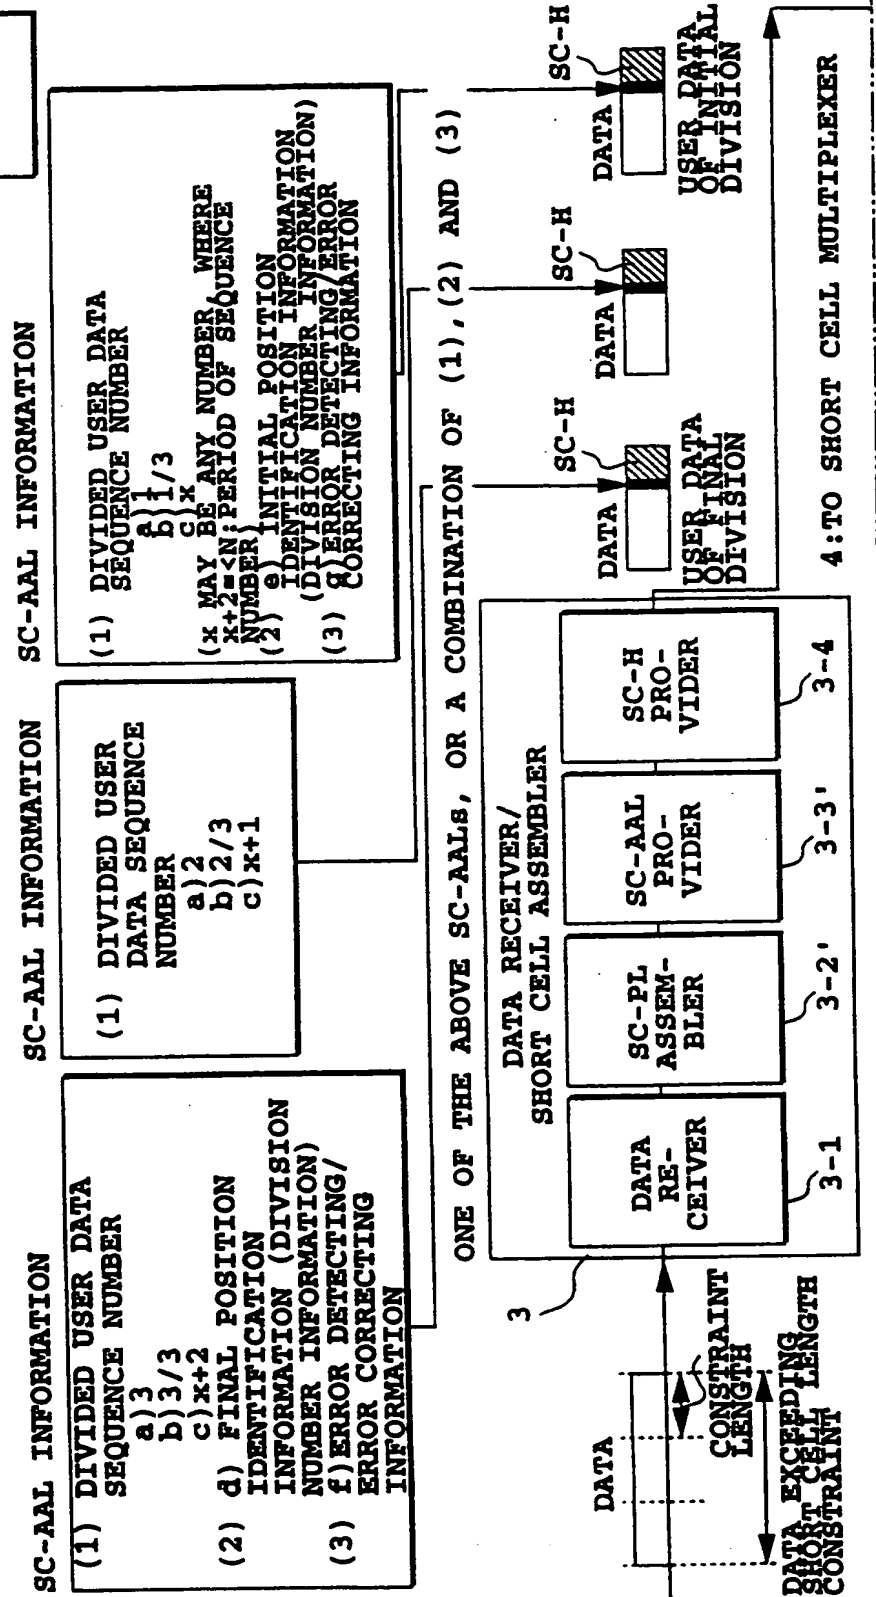 SC-AAL INFORMATION
(1) DIVIDED USER DATA
SEQUENCE NUMBER
a)3
b)3/3
c)x+2
(2) d) FINAL POSITION
IDENTIFICATION
INFORMATION (DIVISION
NUMBER INFORMATION)
(3) f)ERROR DETECTING/
ERROR CORRECTING
INFORMATION
SC-AAL INFORMATION
(1) DIVIDED USER
DATA SEQUENCE
NUMBER
a)2
b)2/3
c)x+1
SC-AAL INFORMATION
(1) DIVIDED USER DATA
SEQUENCE NUMBER
a)1
b)1/3
c)x
(x MAY BE ANY NUMBER, WHERE
x+2=<N:PERIOD OF SEQUENCE
NUMBER)
(2) e) INITIAL POSITION
IDENTIFICATION INFORMATION
(DIVISION NUMBER INFORMATION)
(3) g)ERROR DETECTING/ERROR
CORRECTING INFORMATION
ONE OF THE ABOVE SC-AALs, OR A COMBINATION OF (1),(2) AND (3)
DATA
CONSTRAINT
LENGTH
DATA EXCEEDING
SHORT CELL LENGTH
CONSTRAINT
3
DATA RECEIVER/
SHORT CELL ASSEMBLER
DATA
RE-
CEIVER
3-1
SC-PL
ASSEM-
BLER
3-2'
SC-AAL
PRO-
VIDER
3-3'
SC-H
PRO-
VIDER
3-4
SC-H
DATA
USER DATA
OF FINAL
DIVISION
SC-H
DATA
SC-H
DATA
USER DATA
OF INITIAL
DIVISION
4:TO SHORT CELL MULTIPLEXER